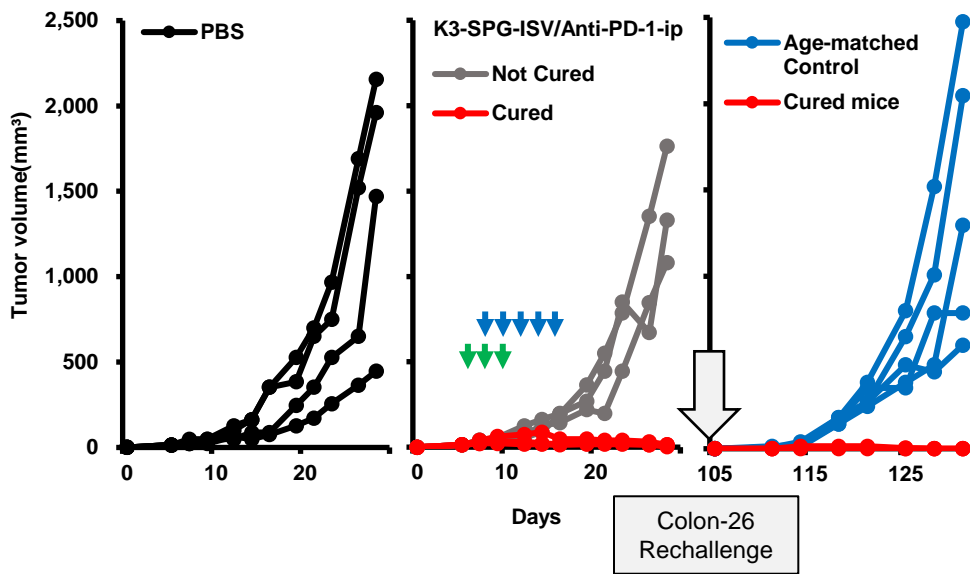 2,500
2,000
1,500
1,000
500
0
Tumor volume(mm³)
PBS
0
10
20
K3-SPG-ISV/Anti-PD-1-ip
Not Cured
Cured
0
10
20
Age-matched
Control
Cured mice
105
115
125
Days
Colon-26
Rechallenge